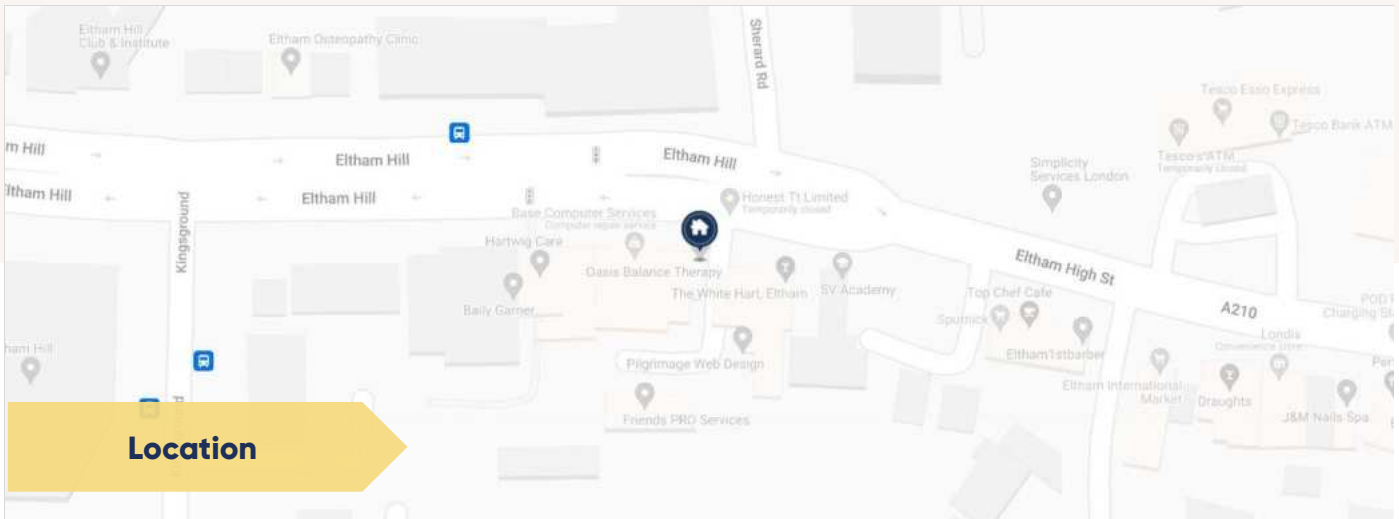 Eltham Hill
Club & Institute
Eltham Osteopathy Clinic
Sherard Rd
Tesco Esso Express
Tesco Bank ATM
m Hill
Eltham Hill
Eltham Hill
Simplicity
Services London
Tesco's ATM
Temporarily closed
ltham Hill
Eltham Hill
Kingsground
Honest Tt Limited
Temporarily closed
Base Computer Services
Computer repair service
Hartwig Care
Oasis Balance Therapy
The White Hart, Eltham
SV Academy
Eltham High St
Baily Garner
Top Chef Cafe
Spurnick
A210
POD
Charging
Londis
Convenience store
ham Hill
Pilgrimage Web Design
Eltham1stbarber
Eltham International
Market
Draughts
J&M Nails Spa
Friends PRO Services
Location